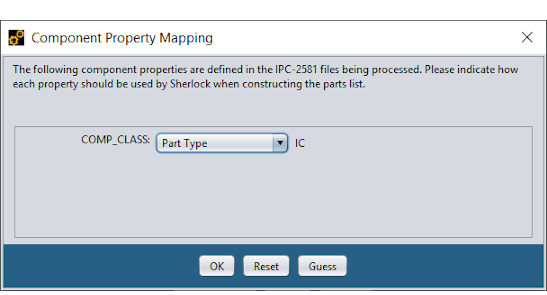 Component Property Mapping
The following component properties are defined in the IPC-2581 files being processed. Please indicate how
each property should be used by Sherlock when constructing the parts list.
COMP_CLASS: Part Type IC
OK Reset Guess